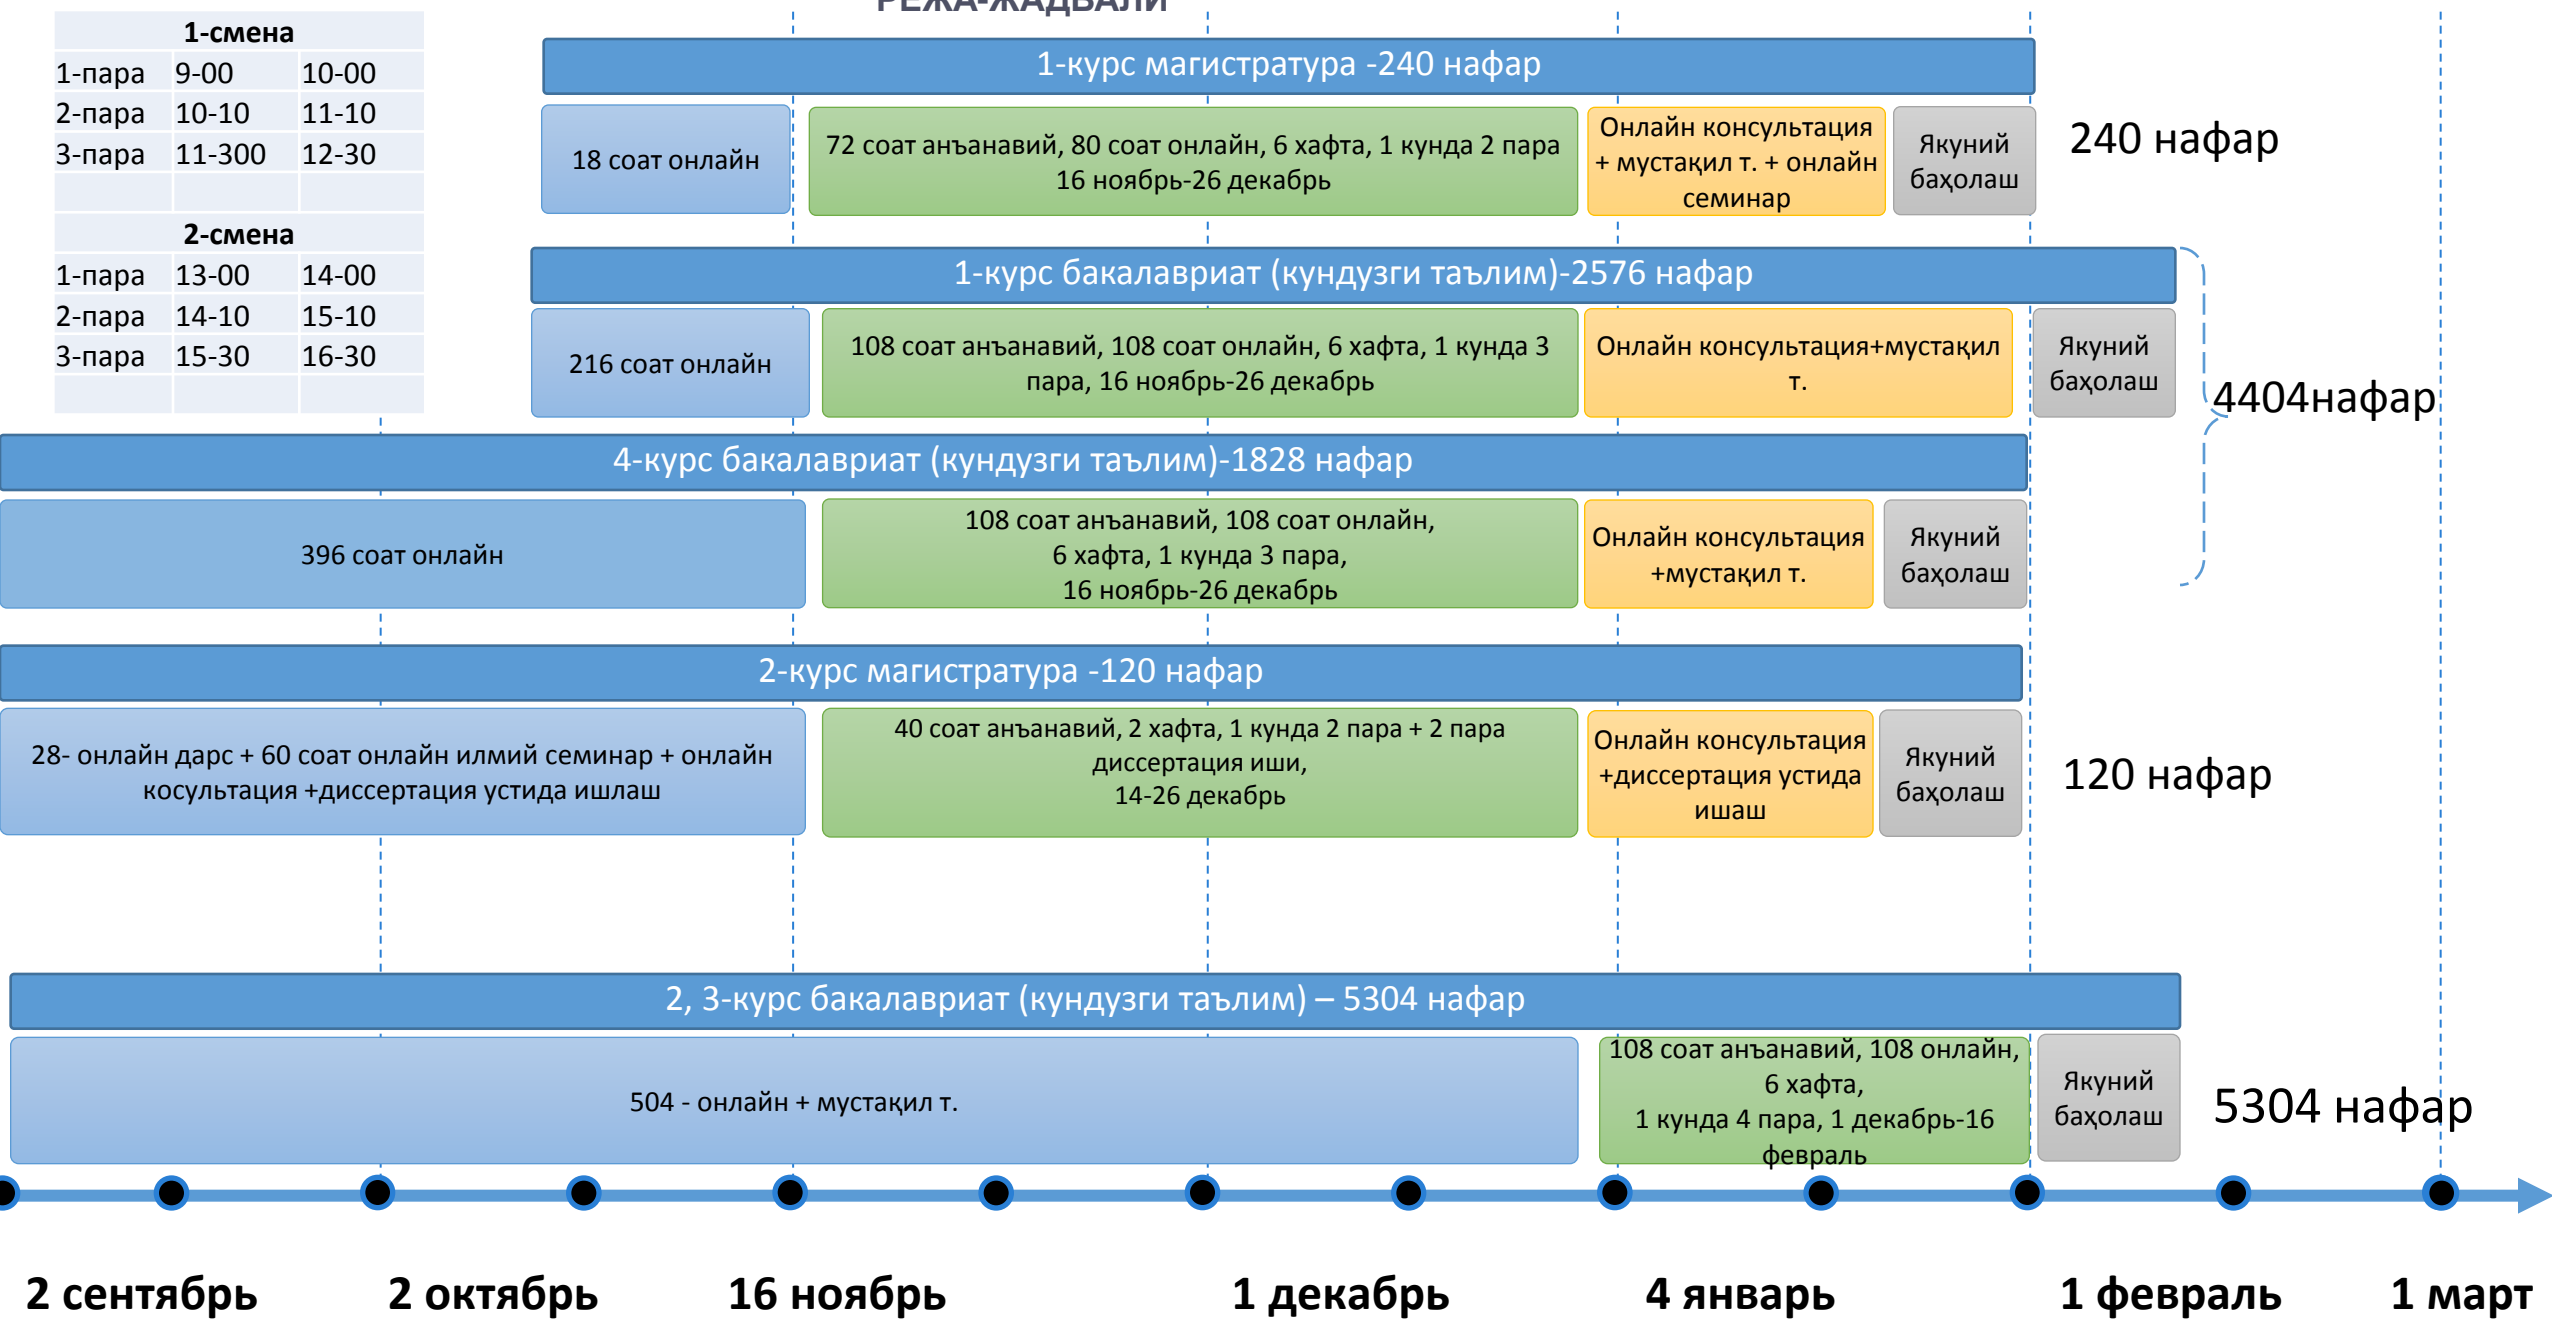 РЕЖА-ЖАДВАЛИ
1-смена
1-пара 9-00 10-00
2-пара 10-10 11-10
3-пара 11-300 12-30
2-смена
1-пара 13-00 14-00
2-пара 14-10 15-10
3-пара 15-30 16-30
1-курс магистратура -240 нафар
18 соат онлайн
72 соат анъанавий, 80 соат онлайн, 6 хафта, 1 кунда 2 пара
16 ноябрь-26 декабрь
Онлайн консультация
+ мустақил т. + онлайн
семинар
Якуний
баҳолаш
240 нафар
1-курс бакалавриат (кундузги таълим)-2576 нафар
216 соат онлайн
108 соат анъанавий, 108 соат онлайн, 6 хафта, 1 кунда 3
пара, 16 ноябрь-26 декабрь
Онлайн консультация+мустақил
т.
Якуний
баҳолаш
4404нафар
4-курс бакалавриат (кундузги таълим)-1828 нафар
396 соат онлайн
108 соат анъанавий, 108 соат онлайн,
6 хафта, 1 кунда 3 пара,
16 ноябрь-26 декабрь
Онлайн консультация
+мустақил т.
Якуний
баҳолаш
2-курс магистратура -120 нафар
28- онлайн дарс + 60 соат онлайн илмий семинар + онлайн
косультация +диссертация устида ишлаш
40 соат анъанавий, 2 хафта, 1 кунда 2 пара + 2 пара
диссертация иши,
14-26 декабрь
Онлайн консультация
+диссертация устида
ишаш
Якуний
баҳолаш
120 нафар
2, 3-курс бакалавриат (кундузги таълим) – 5304 нафар
504 - онлайн + мустақил т.
108 соат анъанавий, 108 онлайн,
6 хафта,
1 кунда 4 пара, 1 декабрь-16
февраль
Якуний
баҳолаш
5304 нафар
2 сентябрь 2 октябрь 16 ноябрь 1 декабрь 4 январь 1 февраль 1 март